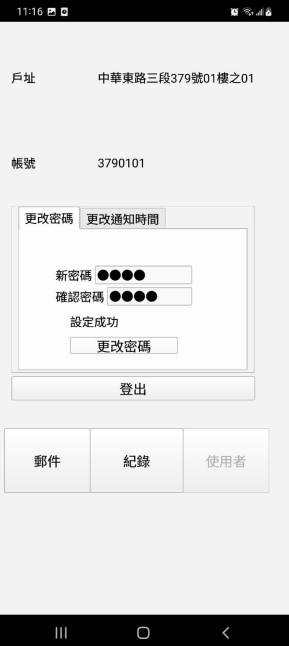 11:16
戶址 中華東路三段379號01樓之01
帳號 3790101
更改密碼 更改通知時間
新密碼 ●●●●
確認密碼 ●●●●
設定成功
更改密碼
登出
郵件 紀錄 使用者